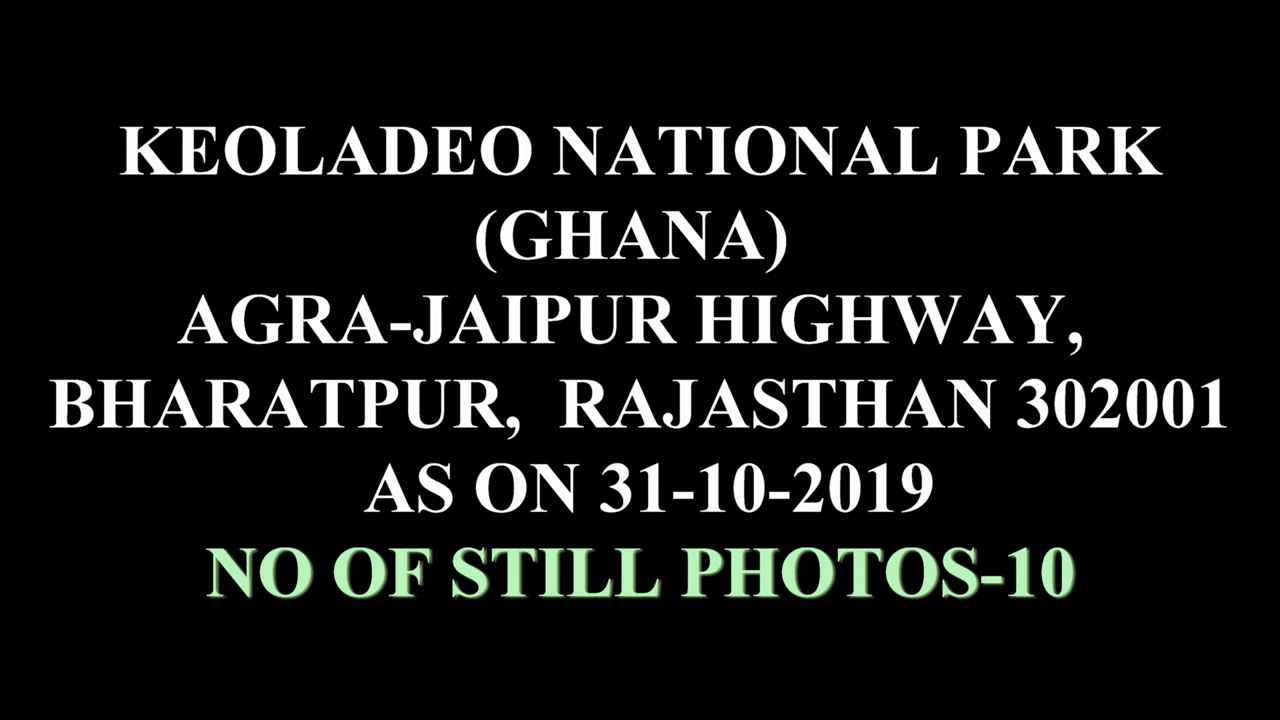 KEOLADEO NATIONAL PARK
(GHANA)
AGRA-JAIPUR HIGHWAY,
BHARATPUR, RAJASTHAN 302001
AS ON 31-10-2019
NO OF STILL PHOTOS-10